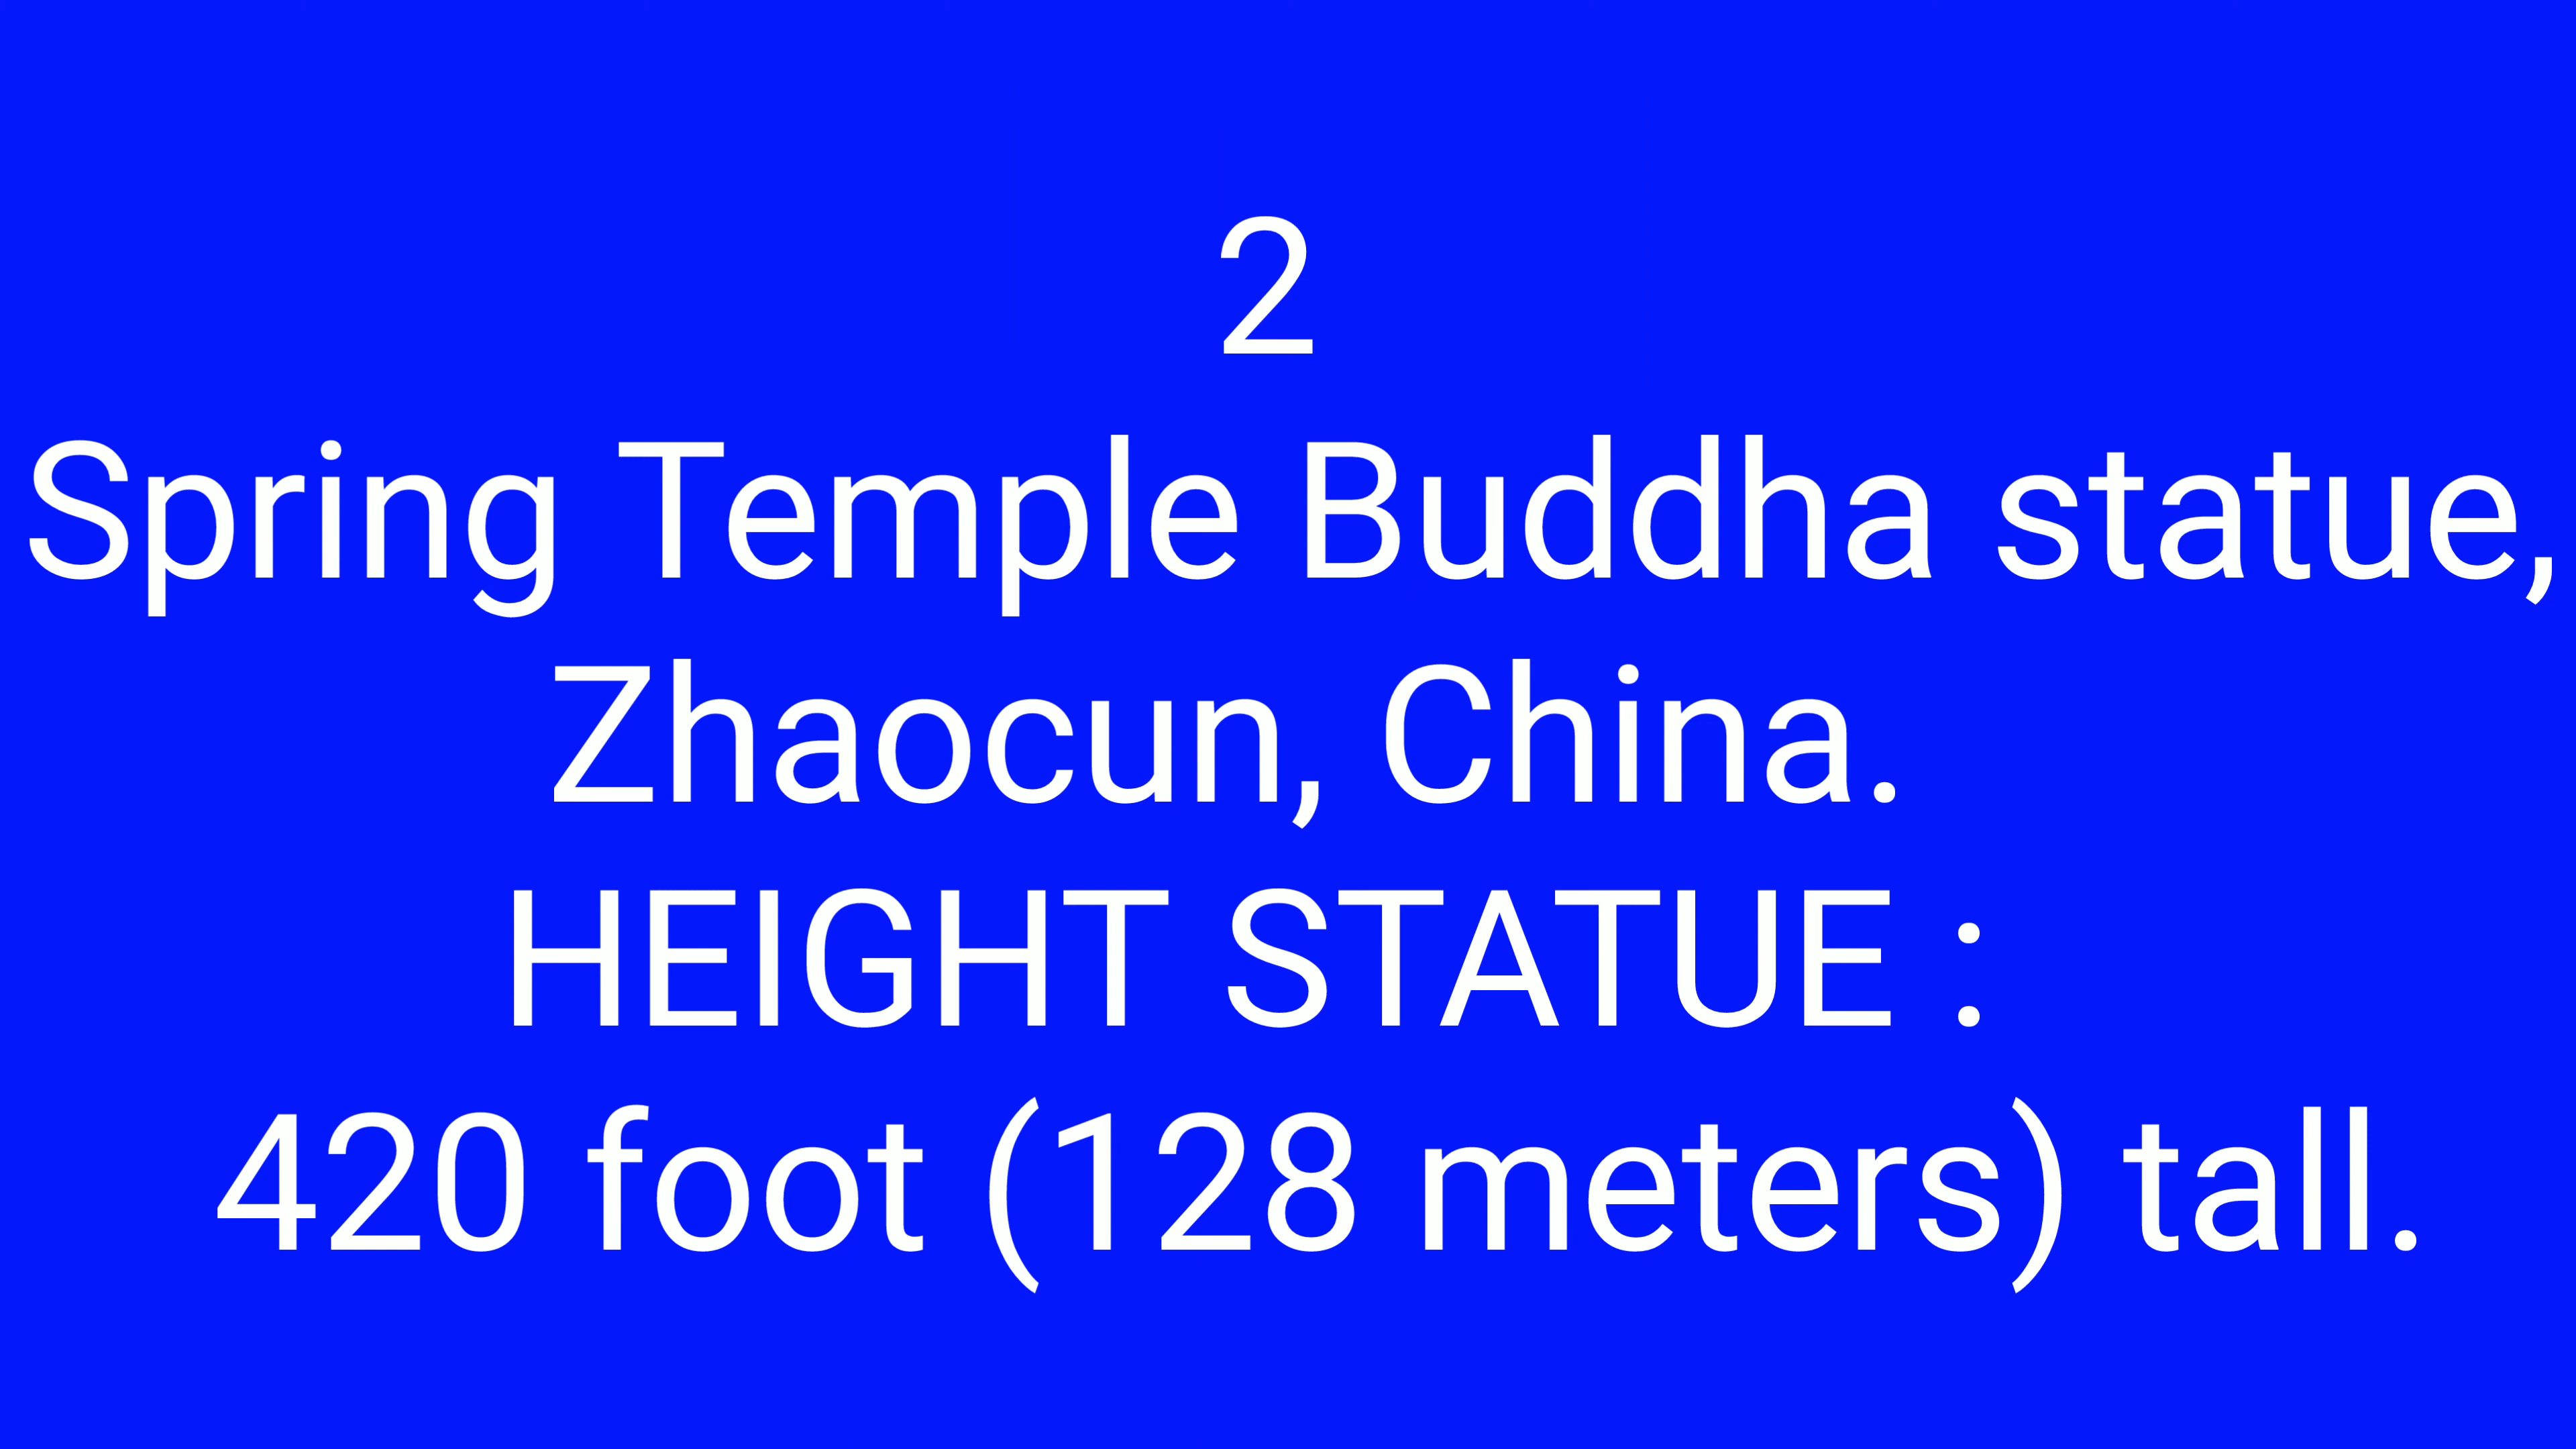 2
Spring Temple Buddha statue,
Zhaocun, China.
HEIGHT STATUE :
420 foot (128 meters) tall.